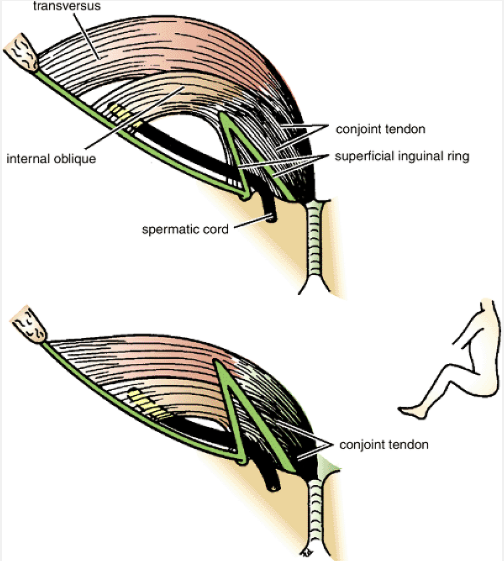 transversus
conjoint tendon
superficial inguinal ring
internal oblique
spermatic cord
conjoint tendon